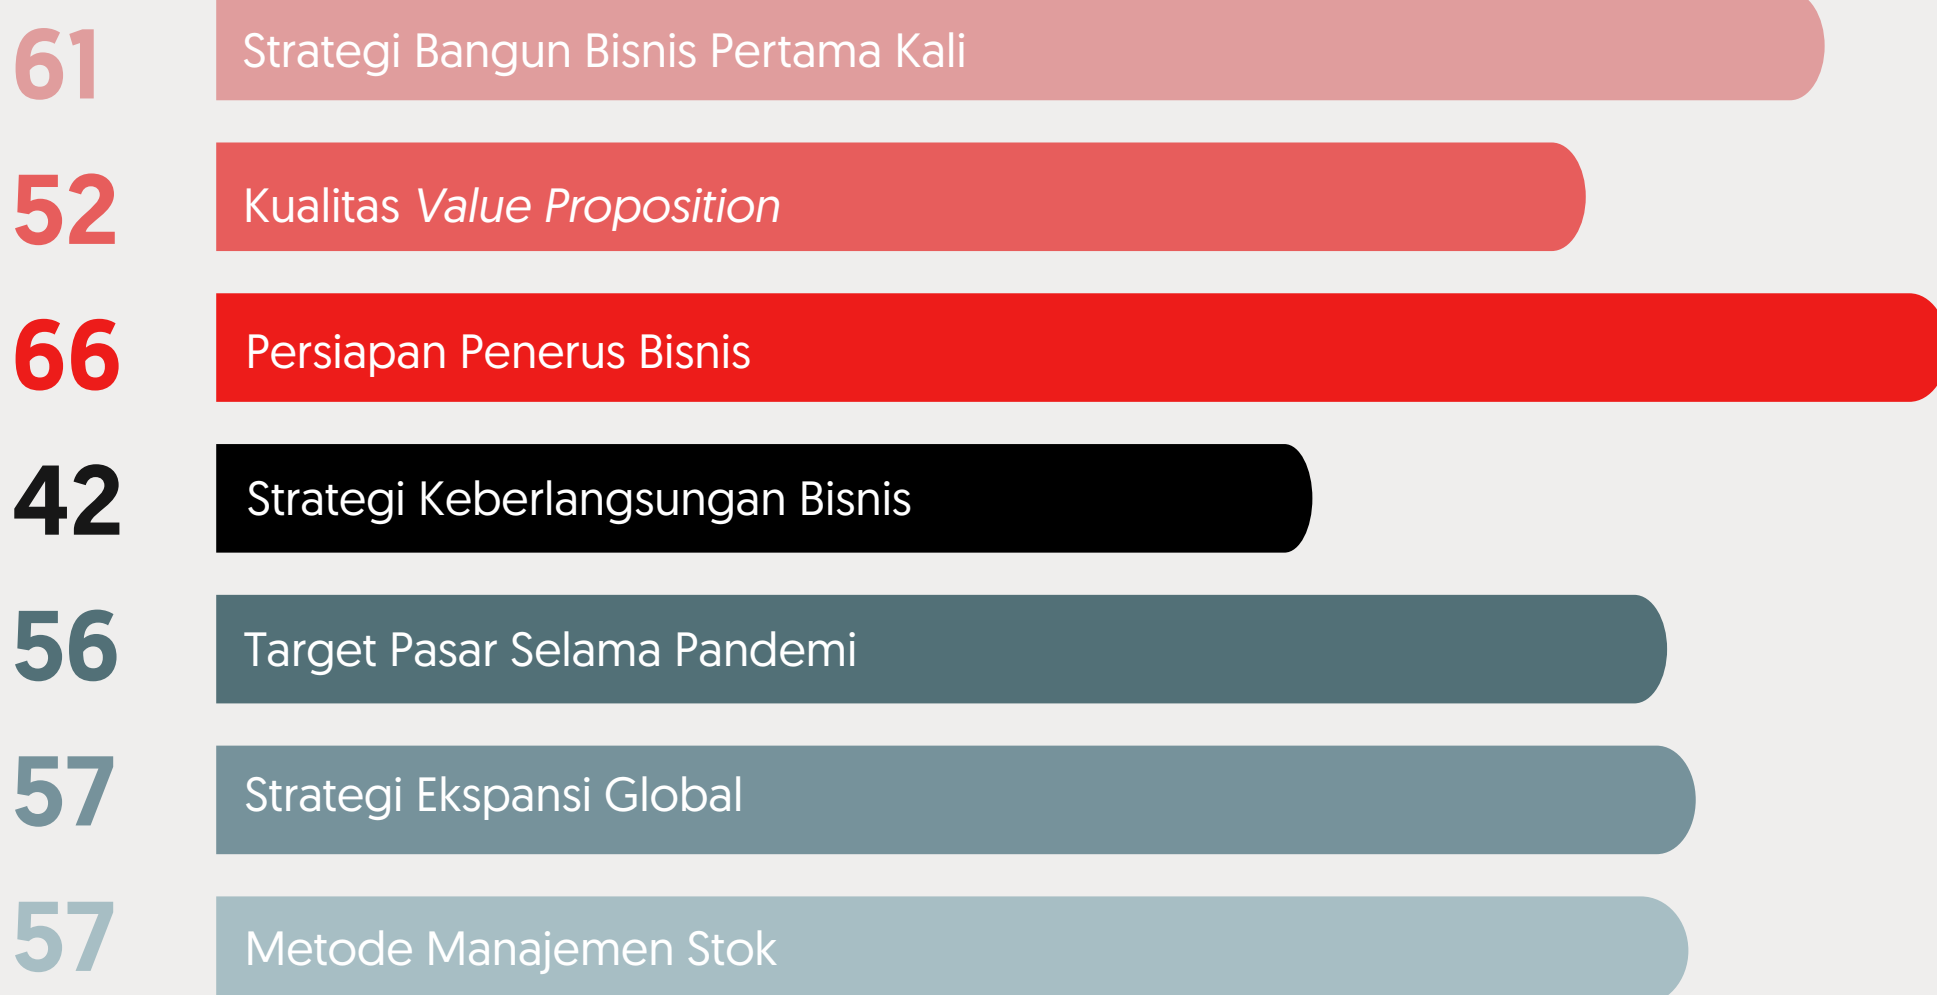 61 Strategi Bangun Bisnis Pertama Kali
52 Kualitas Value Proposition
66 Persiapan Penerus Bisnis
42 Strategi Keberlangsungan Bisnis
56 Target Pasar Selama Pandemi
57 Strategi Ekspansi Global
57 Metode Manajemen Stok